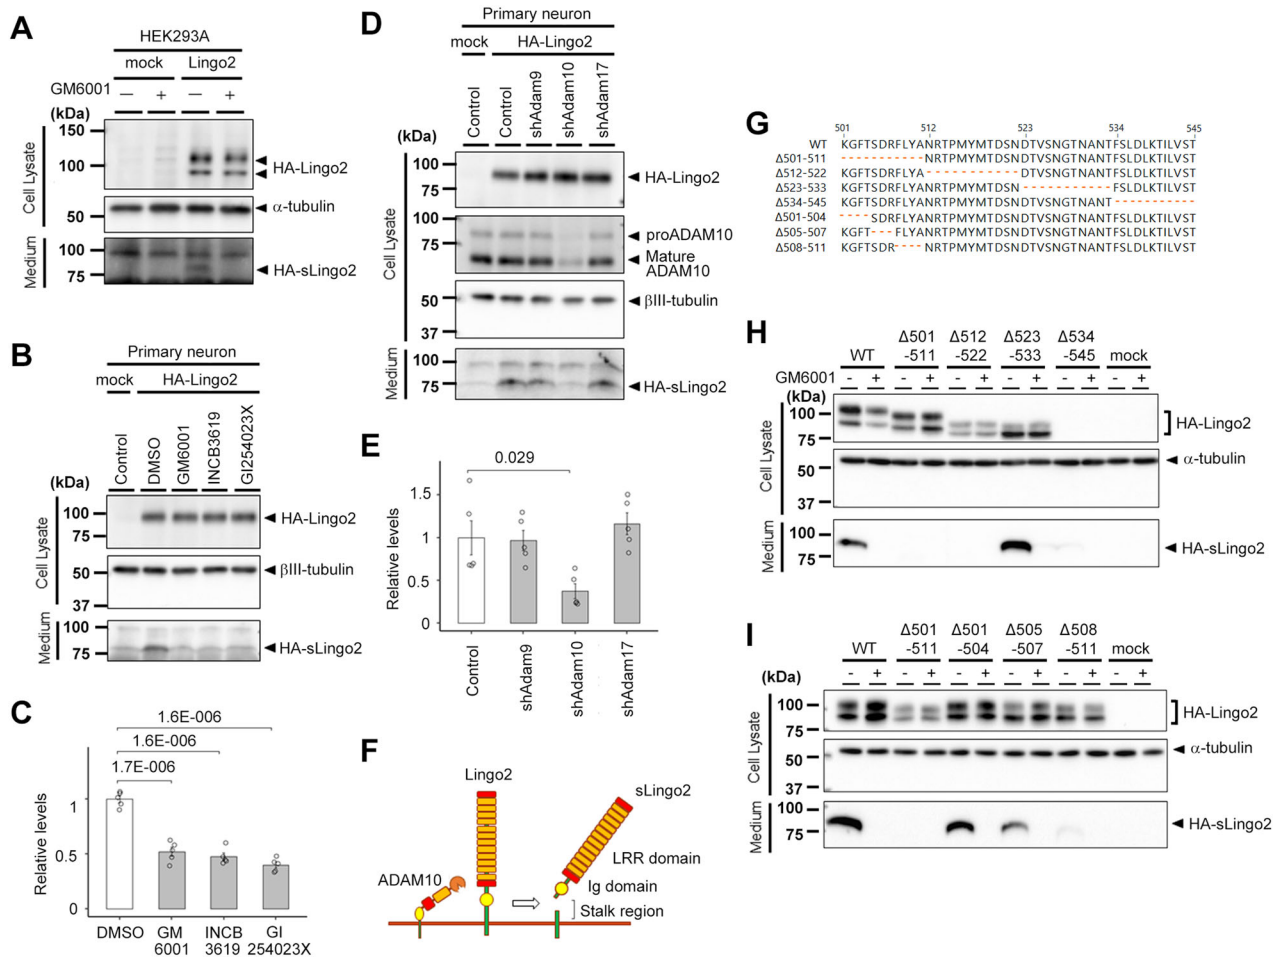 A
HEK293A
mock Lingo2
GM6001 — + — +
(kDa)
150
100
75
50
100
75
Cell Lysate
Medium
HA-Lingo2
α-tubulin
HA-sLingo2
B
Primary neuron
mock HA-Lingo2
Control
DMSO
GM6001
INCB3619
GI254023X
(kDa)
100
75
50
37
100
75
Cell Lysate
Medium
HA-Lingo2
βIII-tubulin
HA-sLingo2
C
1.6E-006
1.6E-006
1.7E-006
Relative levels
1
0.5
0
DMSO GM 6001 INCB 3619 GI 254023X
D
Primary neuron
mock HA-Lingo2
Control
Control
shAdam9
shAdam10
shAdam17
(kDa)
100
75
100
75
50
37
100
75
Cell Lysate
Medium
HA-Lingo2
proADAM10
Mature
ADAM10
βIII-tubulin
HA-sLingo2
E
0.029
Relative levels
1.5
1
0.5
0
Control
shAdam9
shAdam10
shAdam17
F
Lingo2
sLingo2
ADAM10
LRR domain
Ig domain
Stalk region
G
501 512 523 534 545
WT KGFTSDRFLYANRTPMYMTDSNDTVSNGTNANTFSLDLKTILVST
Δ501-511 -----------NRTPMYMTDSNDTVSNGTNANTFSLDLKTILVST
Δ512-522 KGFTSDRFLYA-----------DTVSNGTNANTFSLDLKTILVST
Δ523-533 KGFTSDRFLYANRTPMYMTDSN-----------FSLDLKTILVST
Δ534-545 KGFTSDRFLYANRTPMYMTDSNDTVSNGTNANT------------
Δ501-504 ----SDRFLYANRTPMYMTDSNDTVSNGTNANTFSLDLKTILVST
Δ505-507 KGFT---FLYANRTPMYMTDSNDTVSNGTNANTFSLDLKTILVST
Δ508-511 KGFTSDR----NRTPMYMTDSNDTVSNGTNANTFSLDLKTILVST
H
WT Δ501 -511 Δ512 -522 Δ523 -533 Δ534 -545 mock
GM6001 - + - + - + - + - + - +
(kDa)
100
75
50
37
100
75
Cell Lysate
Medium
HA-Lingo2
α-tubulin
HA-sLingo2
I
WT Δ501 -511 Δ501 -504 Δ505 -507 Δ508 -511 mock
- + - + - + - + - + - +
(kDa)
100
75
50
37
100
75
Cell Lysate
Medium
HA-Lingo2
α-tubulin
HA-sLingo2